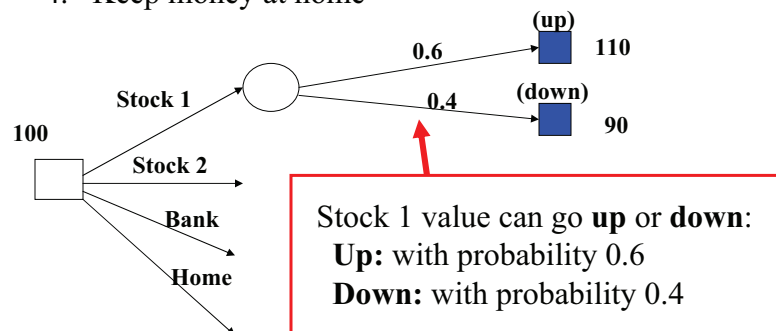 4. Keep money at home
(up)
0.6
110
Stock 1
(down)
0.4
90
100
Stock 2
Bank
Home
Stock 1 value can go up or down:
Up: with probability 0.6
Down: with probability 0.4